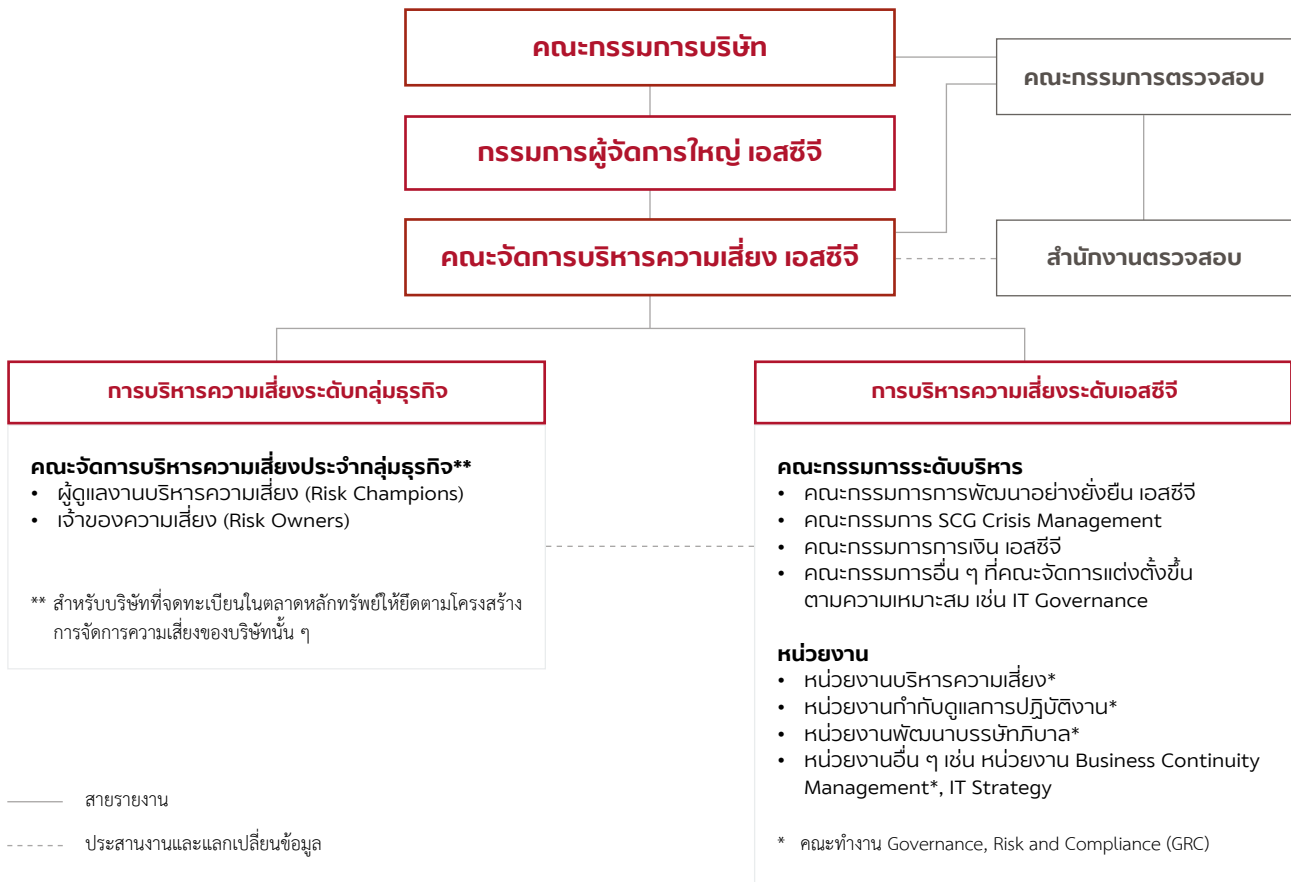 คณะกรรมการบริษัท
คณะกรรมการตรวจสอบ
กรรมการผู้จัดการใหญ่ เอสซีจี
คณะจัดการบริหารความเสี่ยง เอสซีจี
สำนักงานตรวจสอบ
การบริหารความเสี่ยงระดับกลุ่มธุรกิจ
คณะจัดการบริหารความเสี่ยงประจำกลุ่มธุรกิจ**
• ผู้ดูแลงานบริหารความเสี่ยง (Risk Champions)
• เจ้าของความเสี่ยง (Risk Owners)
** สำหรับบริษัทที่จดทะเบียนในตลาดหลักทรัพย์ให้ยึดตามโครงสร้าง
การจัดการความเสี่ยงของบริษัทนั้น ๆ
การบริหารความเสี่ยงระดับเอสซีจี
คณะกรรมการระดับบริหาร
• คณะกรรมการการพัฒนาอย่างยั่งยืน เอสซีจี
• คณะกรรมการ SCG Crisis Management
• คณะกรรมการการเงิน เอสซีจี
• คณะกรรมการอื่น ๆ ที่คณะจัดการแต่งตั้งขึ้น
ตามความเหมาะสม เช่น IT Governance
หน่วยงาน
• หน่วยงานบริหารความเสี่ยง*
• หน่วยงานกำกับดูแลการปฏิบัติงาน*
• หน่วยงานพัฒนาบรรษัทภิบาล*
• หน่วยงานอื่น ๆ เช่น หน่วยงาน Business Continuity
Management*, IT Strategy
* คณะทำงาน Governance, Risk and Compliance (GRC)
สายรายงาน
ประสานงานและแลกเปลี่ยนข้อมูล